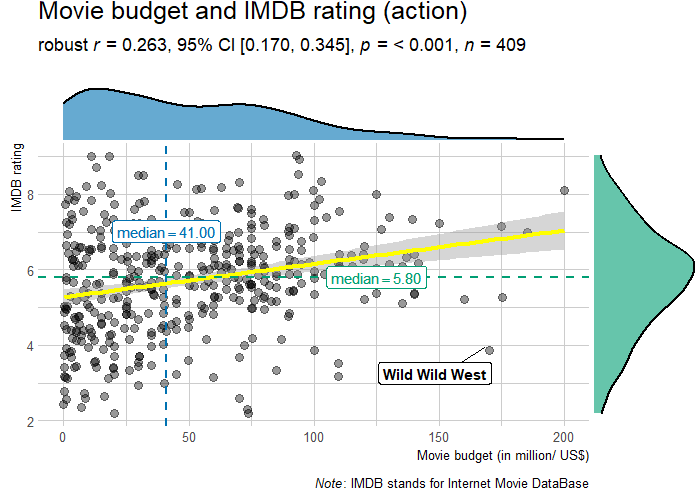 Movie budget and IMDB rating (action)
robust r = 0.263, 95% CI [0.170, 0.345], p = < 0.001, n = 409
IMDB rating
8
6
4
2
median = 41.00
median = 5.80
Wild Wild West
0 50 100 150 200
Movie budget (in million/ US$)
Note: IMDB stands for Internet Movie DataBase